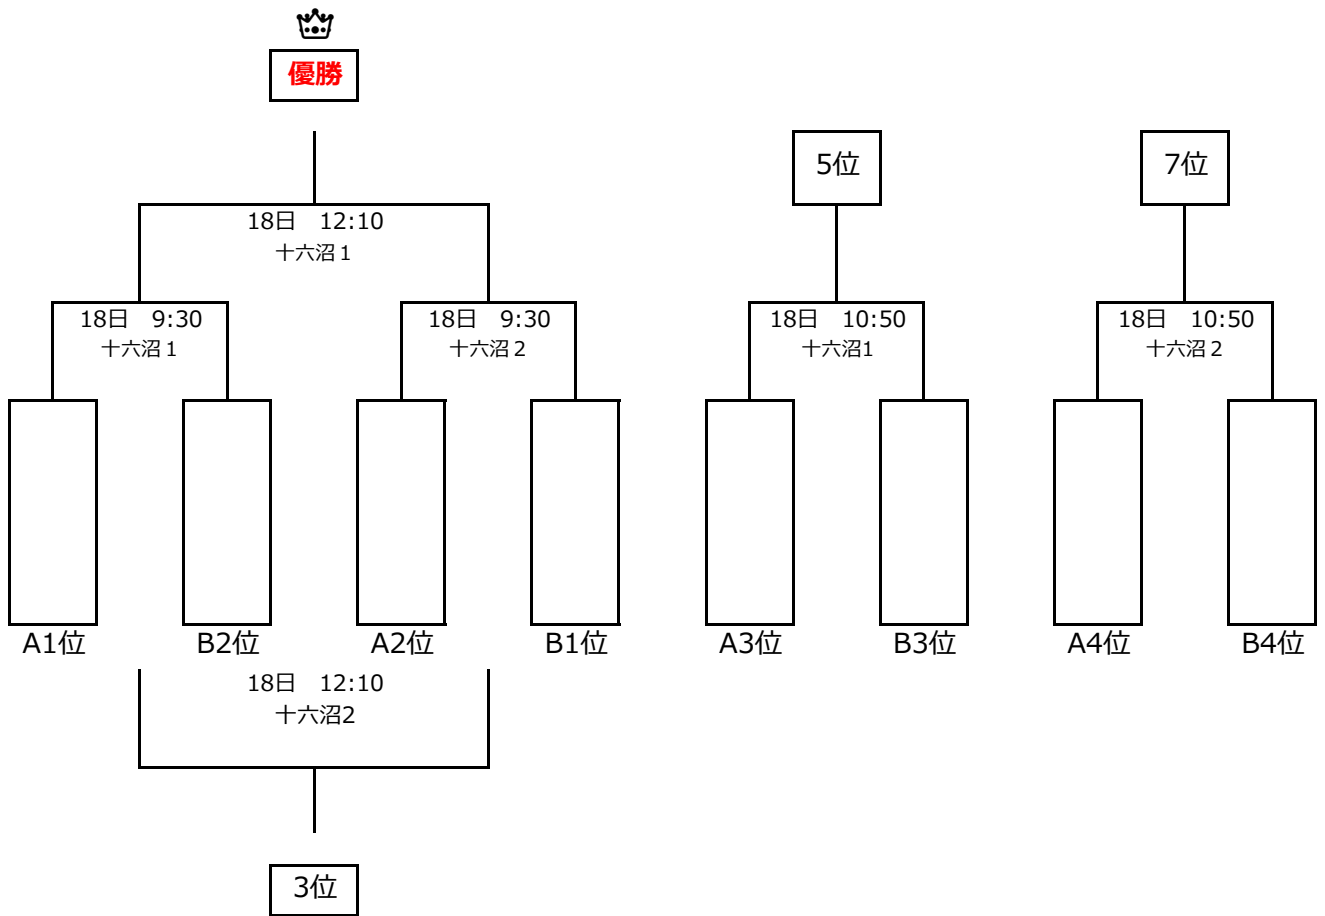 優勝
5位
7位
18日　12:10
十六沼１
18日　9:30
十六沼１
18日　9:30
十六沼２
18日　10:50
十六沼1
18日　10:50
十六沼２
A1位
B2位
A2位
B1位
A3位
B3位
A4位
B4位
18日　12:10
十六沼2
3位